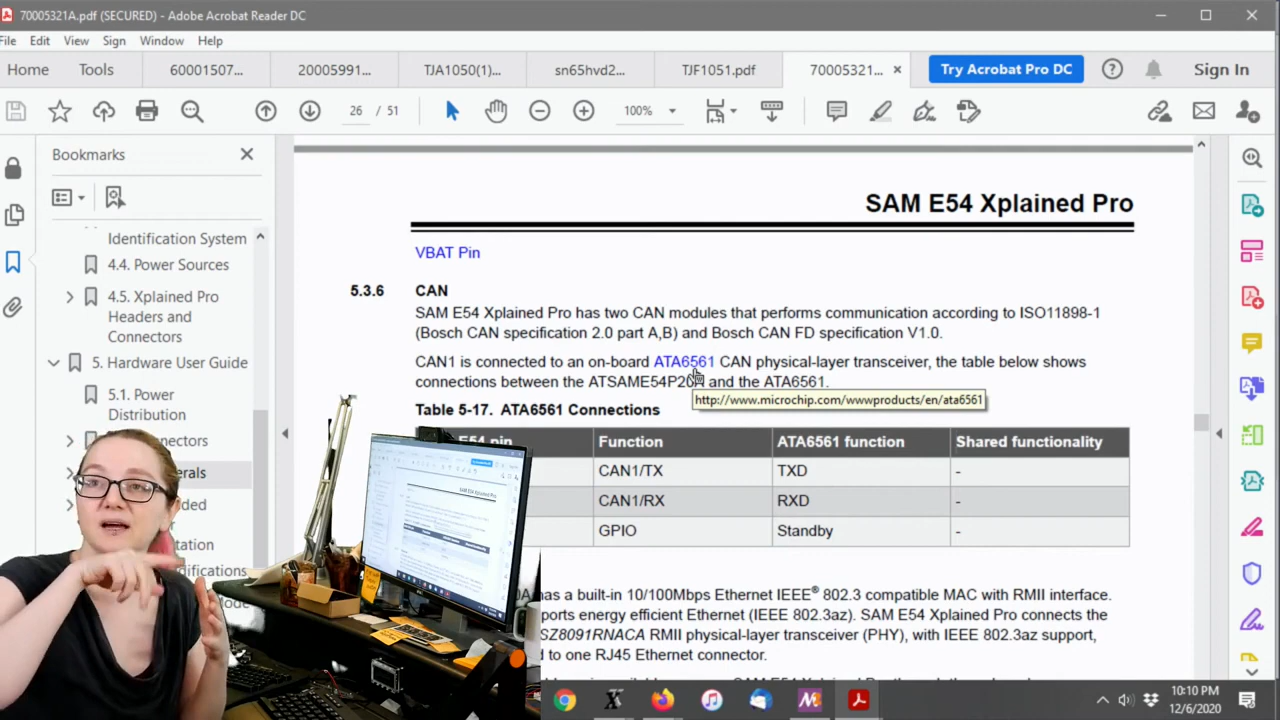 70005321A.pdf (SECURED) - Adobe Acrobat Reader DC
File Edit View Sign Window Help
Home Tools 60001507... 20005991... TJA1050(1)... sn65hvd2... TJF1051.pdf 70005321... × Try Acrobat Pro DC Sign In
26 / 51 100%
Bookmarks
Identification System
4.4. Power Sources
4.5. Xplained Pro
Headers and
Connectors
5. Hardware User Guide
5.1. Power
Distribution
SAM E54 Xplained Pro
VBAT Pin
5.3.6 CAN
SAM E54 Xplained Pro has two CAN modules that performs communication according to ISO11898-1
(Bosch CAN specification 2.0 part A,B) and Bosch CAN FD specification V1.0.
CAN1 is connected to an on-board ATA6561 CAN physical-layer transceiver, the table below shows
connections between the ATSAME54P20A and the ATA6561.
http://www.microchip.com/wwwproducts/en/ata6561
Table 5-17. ATA6561 Connections
E54 pin Function ATA6561 function Shared functionality
CAN1/TX TXD -
CAN1/RX RXD -
GPIO Standby -
has a built-in 10/100Mbps Ethernet IEEE® 802.3 compatible MAC with RMII interface.
ports energy efficient Ethernet (IEEE 802.3az). SAM E54 Xplained Pro connects the
SZ8091RNACA RMII physical-layer transceiver (PHY), with IEEE 802.3az support,
d to one RJ45 Ethernet connector.
SAM E54 Xplained Pro
10:10 PM
12/6/2020